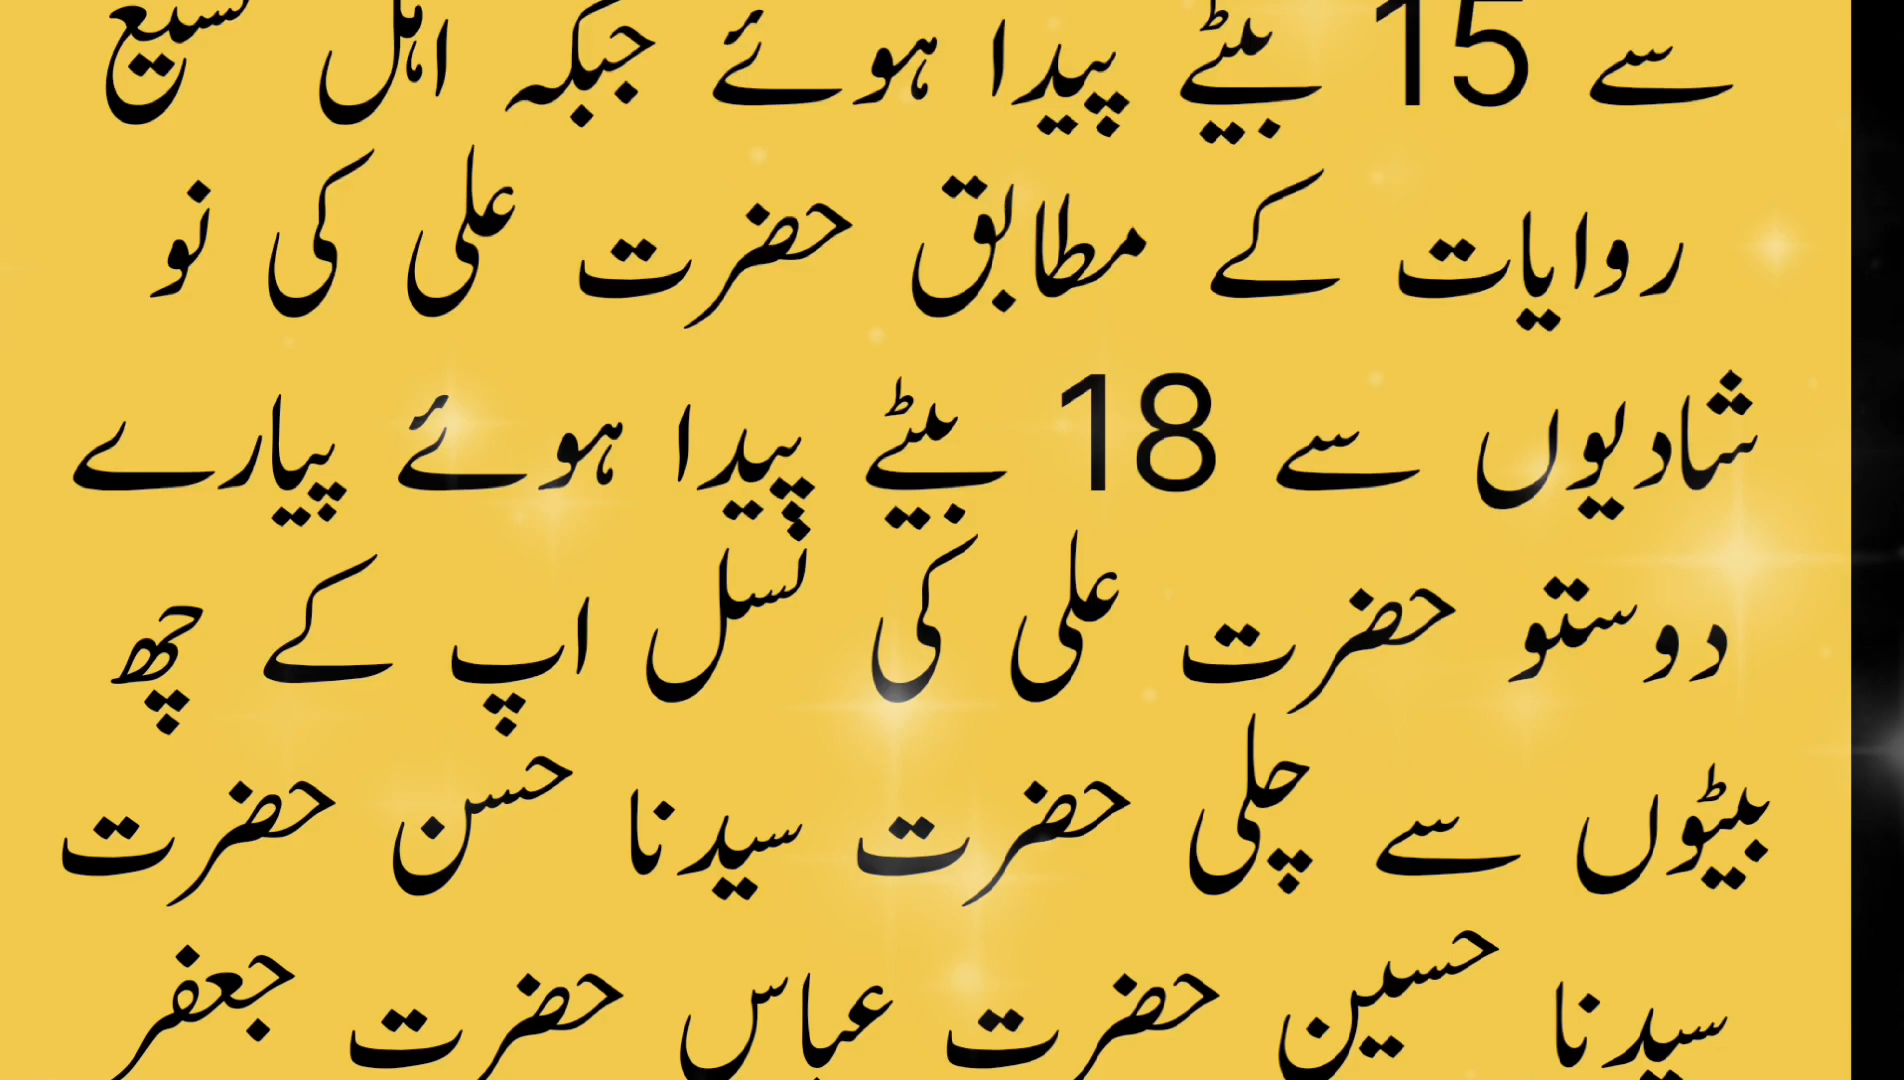 سے 15 بیٹے پیدا ہوئے جبکہ اہل تشیع
روایات کے مطابق حضرت علی کی نو
شادیوں سے 18 بیٹے پیدا ہوئے پیارے
دوستو حضرت علی کی نسل اپ کے چھ
بیٹوں سے چلی حضرت سیدنا حسن حضرت
سیدنا حسین حضرت عباس حضرت جعفر